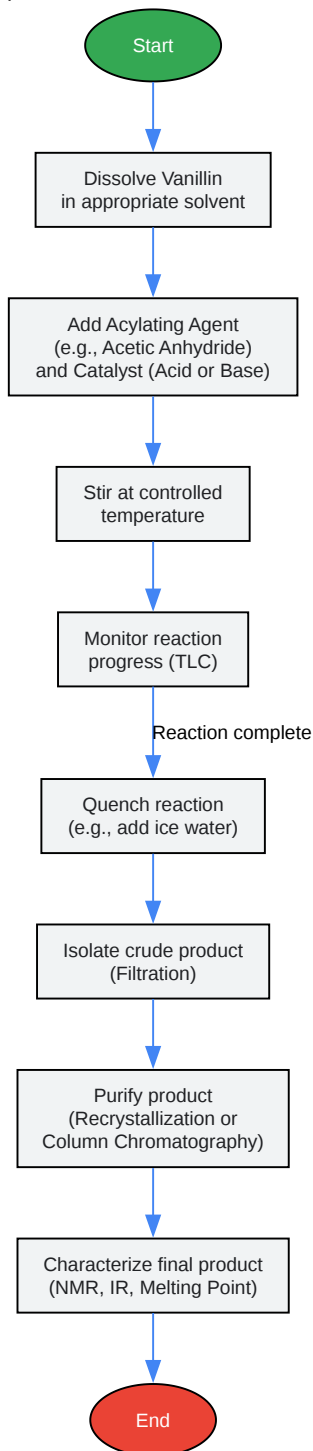 Start
Dissolve Vanillin
in appropriate solvent
Add Acylating Agent
(e.g., Acetic Anhydride)
and Catalyst (Acid or Base)
Stir at controlled
temperature
Monitor reaction
progress (TLC)
Reaction complete
Quench reaction
(e.g., add ice water)
Isolate crude product
(Filtration)
Purify product
(Recrystallization or
Column Chromatography)
Characterize final product
(NMR, IR, Melting Point)
End